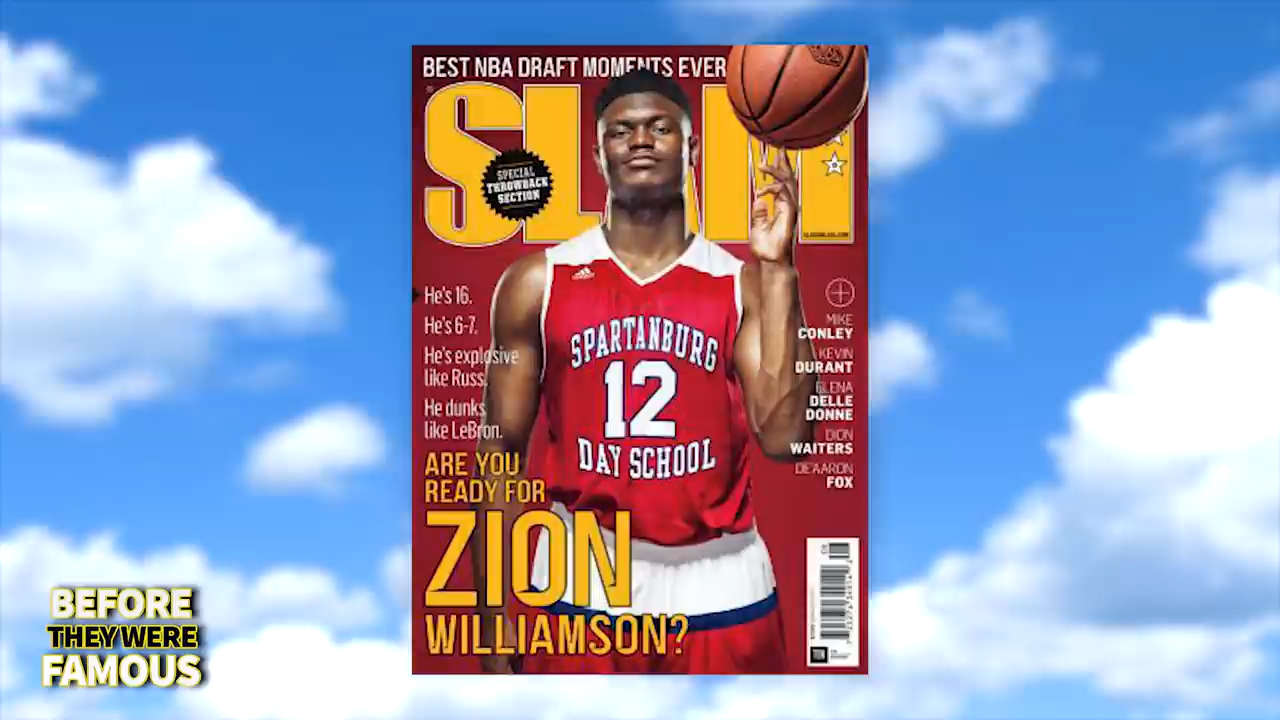 BEST NBA DRAFT MOMENTS EVER
SLAM
SPECIAL
THROWBACK
SECTION
He's 16.
He's 6-7.
He's explosive
like Russ.
He dunks
like LeBron.
ARE YOU
READY FOR
ZION
WILLIAMSON?
adidas
SPARTANBURG
12
DAY SCHOOL
MIKE
CONLEY
KEVIN
DURANT
ELENA
DELLE
DONNE
DION
WAITERS
DE'AARON
FOX
BEFORE
THEY WERE
FAMOUS